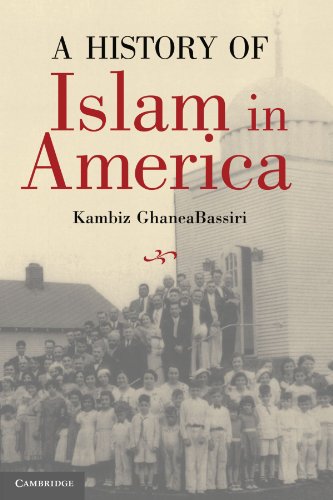 A HISTORY OF
Islam in
America
Kambiz GhaneaBassiri
CAMBRIDGE